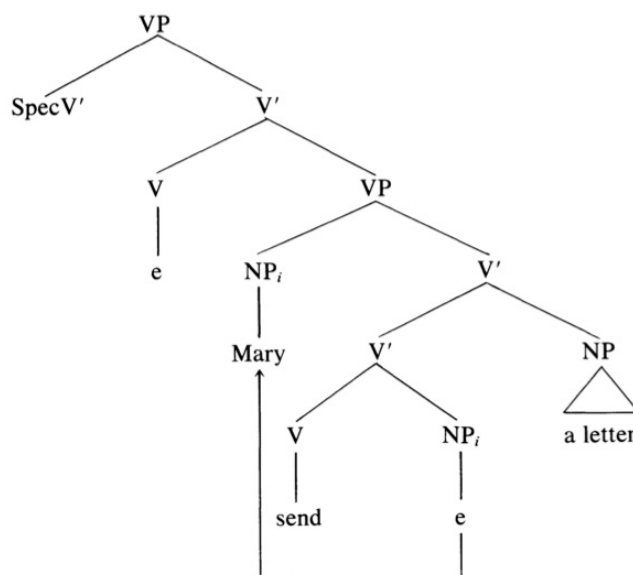 VP
SpecV′ V′
V VP
e NPᵢ V′
Mary V′ NP
V NPᵢ a letter
send e